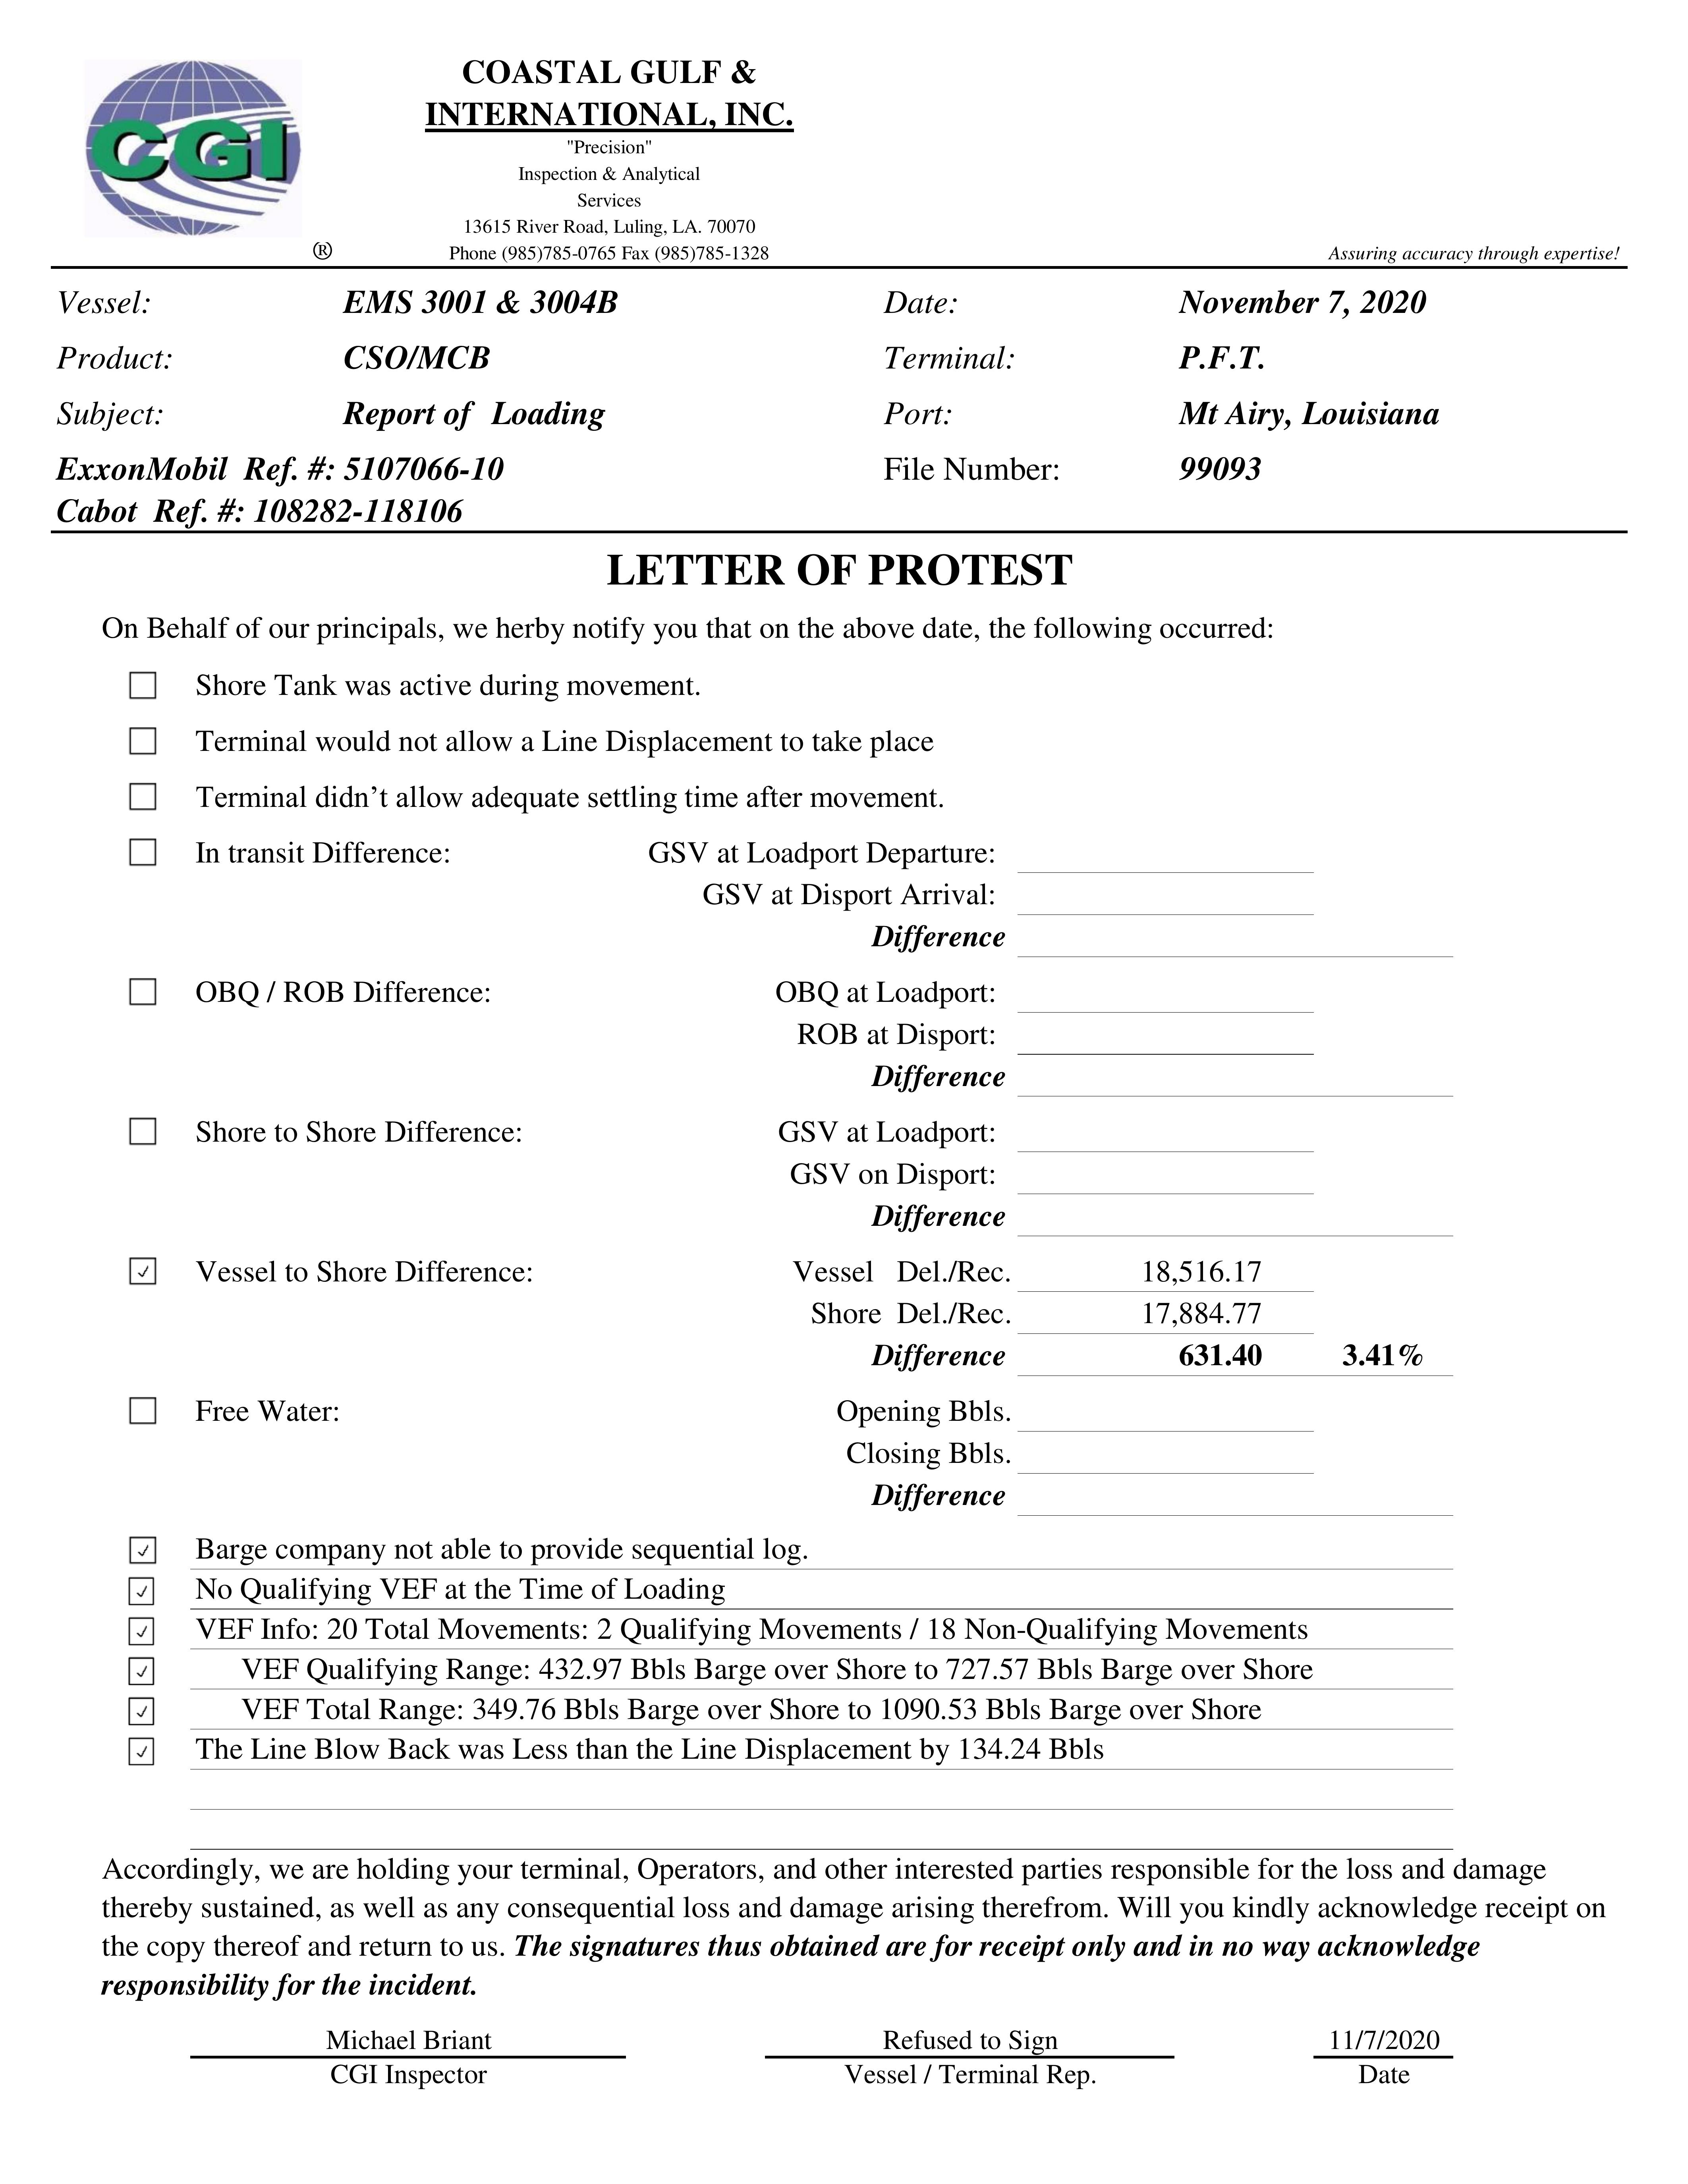 CGI
®
COASTAL GULF &
INTERNATIONAL, INC.
"Precision"
Inspection & Analytical
Services
13615 River Road, Luling, LA. 70070
Phone (985)785-0765 Fax (985)785-1328
Assuring accuracy through expertise!
Vessel: EMS 3001 & 3004B Date: November 7, 2020
Product: CSO/MCB Terminal: P.F.T.
Subject: Report of Loading Port: Mt Airy, Louisiana
ExxonMobil Ref. #: 5107066-10 File Number: 99093
Cabot Ref. #: 108282-118106
LETTER OF PROTEST
On Behalf of our principals, we herby notify you that on the above date, the following occurred:
Shore Tank was active during movement.
Terminal would not allow a Line Displacement to take place
Terminal didn’t allow adequate settling time after movement.
In transit Difference: GSV at Loadport Departure:
GSV at Disport Arrival:
Difference
OBQ / ROB Difference: OBQ at Loadport:
ROB at Disport:
Difference
Shore to Shore Difference: GSV at Loadport:
GSV on Disport:
Difference
Vessel to Shore Difference: Vessel Del./Rec. 18,516.17
Shore Del./Rec. 17,884.77
Difference 631.40 3.41%
Free Water: Opening Bbls.
Closing Bbls.
Difference
Barge company not able to provide sequential log.
No Qualifying VEF at the Time of Loading
VEF Info: 20 Total Movements: 2 Qualifying Movements / 18 Non-Qualifying Movements
VEF Qualifying Range: 432.97 Bbls Barge over Shore to 727.57 Bbls Barge over Shore
VEF Total Range: 349.76 Bbls Barge over Shore to 1090.53 Bbls Barge over Shore
The Line Blow Back was Less than the Line Displacement by 134.24 Bbls
Accordingly, we are holding your terminal, Operators, and other interested parties responsible for the loss and damage
thereby sustained, as well as any consequential loss and damage arising therefrom. Will you kindly acknowledge receipt on
the copy thereof and return to us. The signatures thus obtained are for receipt only and in no way acknowledge
responsibility for the incident.
Michael Briant Refused to Sign 11/7/2020
CGI Inspector Vessel / Terminal Rep. Date